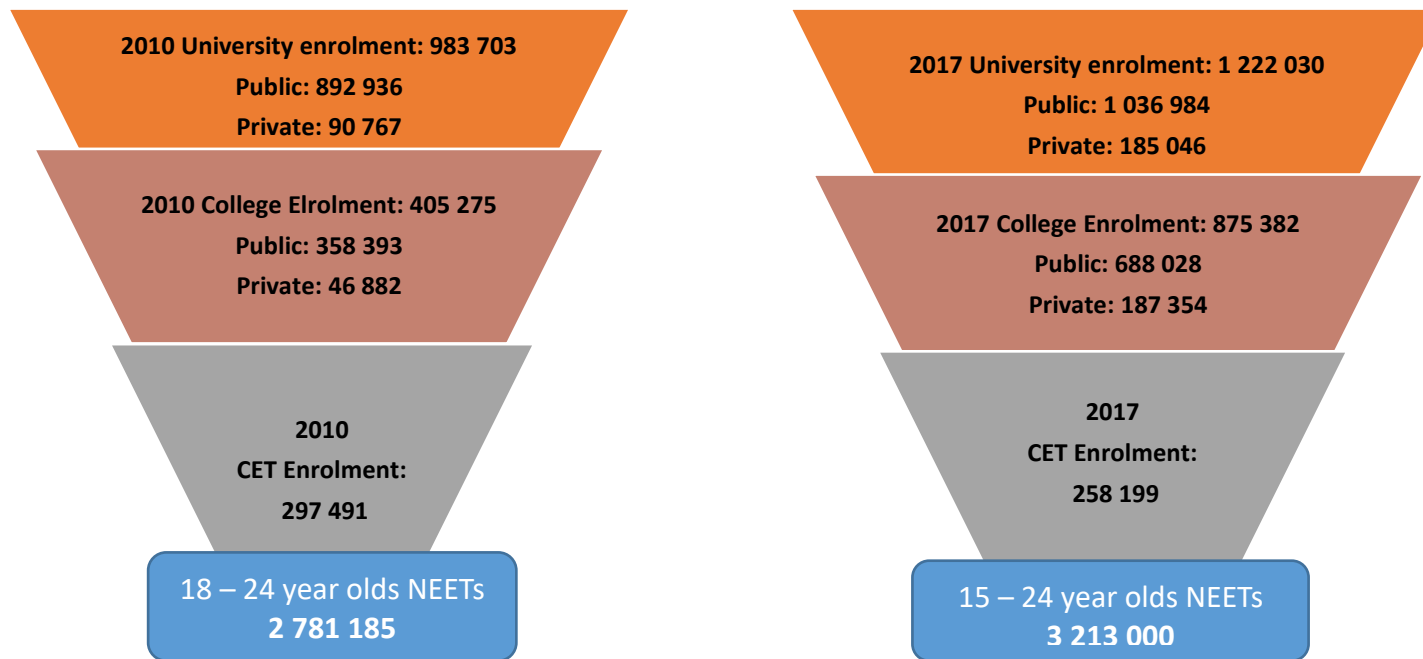 2010 University enrolment: 983 703
Public: 892 936
Private: 90 767
2010 College Elrolment: 405 275
Public: 358 393
Private: 46 882
2010
CET Enrolment:
297 491
18 – 24 year olds NEETs
2 781 185
2017 University enrolment: 1 222 030
Public: 1 036 984
Private: 185 046
2017 College Enrolment: 875 382
Public: 688 028
Private: 187 354
2017
CET Enrolment:
258 199
15 – 24 year olds NEETs
3 213 000